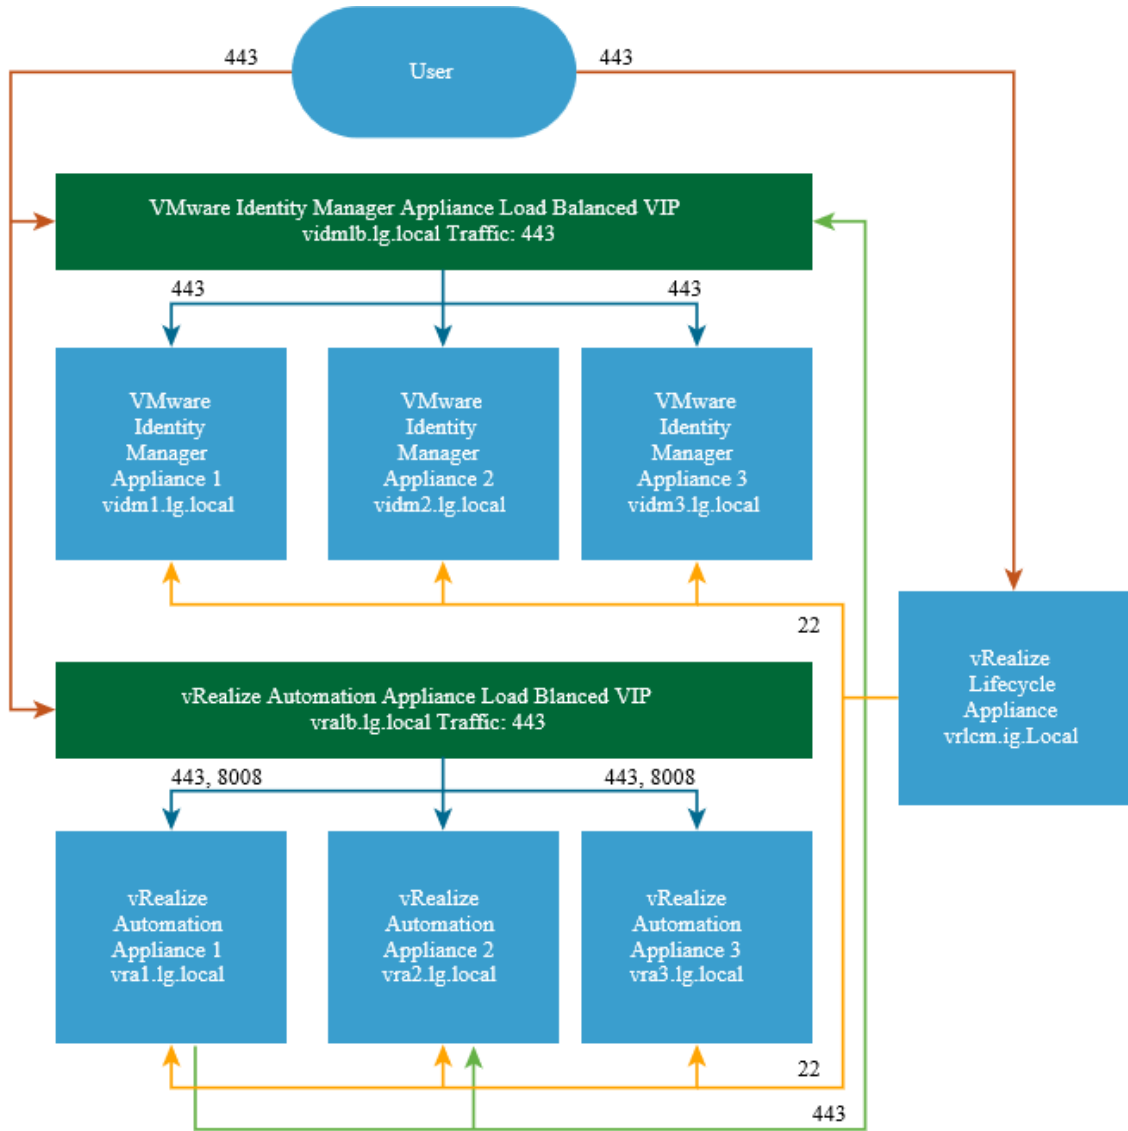 443
User
443
VMware Identity Manager Appliance Load Balanced VIP
vidmlb.lg.local Traffic: 443
443
443
VMware
Identity
Manager
Appliance 1
vidm1.lg.local
VMware
Identity
Manager
Appliance 2
vidm2.lg.local
VMware
Identity
Manager
Appliance 3
vidm3.lg.local
22
vRealize
Lifecycle
Appliance
vrlcm.ig.Local
vRealize Automation Appliance Load Blanced VIP
vralb.lg.local Traffic: 443
443, 8008
443, 8008
vRealize
Automation
Appliance 1
vra1.lg.local
vRealize
Automation
Appliance 2
vra2.lg.local
vRealize
Automation
Appliance 3
vra3.lg.local
22
443